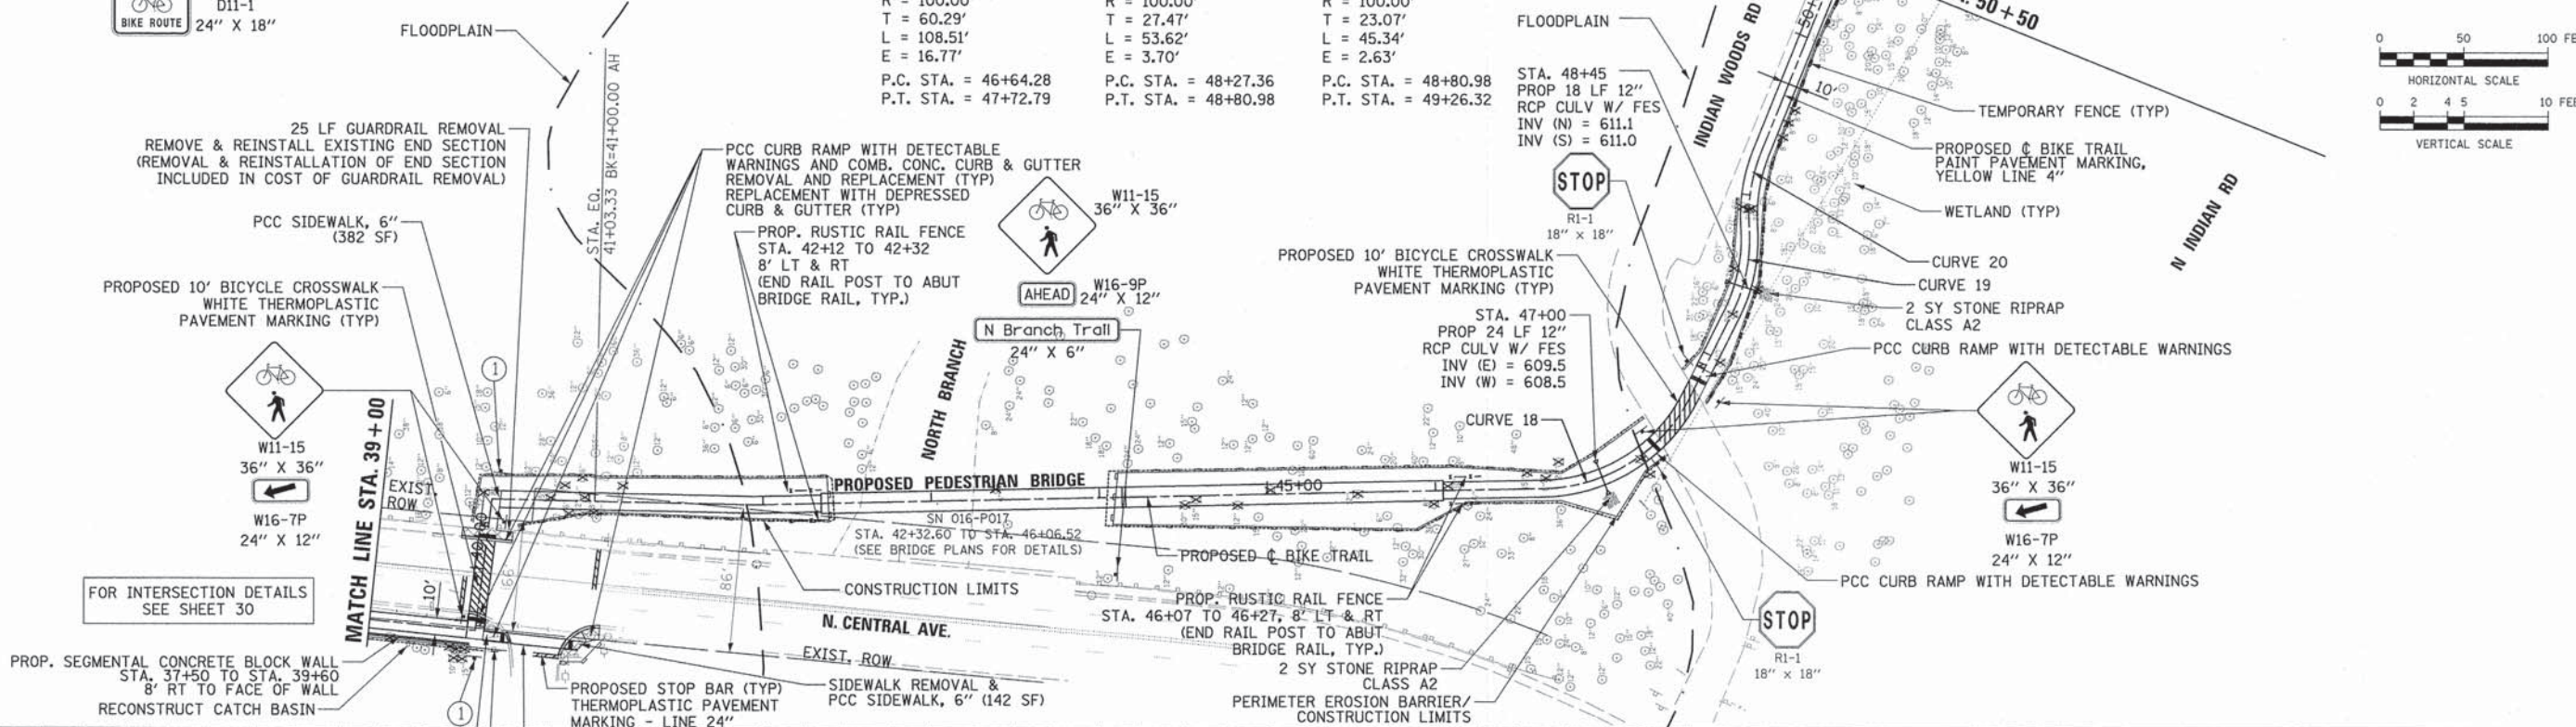 D11-1
BIKE ROUTE
24" X 18"
FLOODPLAIN
R = 100.00'
T = 60.29'
L = 108.51'
E = 16.77'
P.C. STA. = 46+64.28
P.T. STA. = 47+72.79
R = 100.00'
T = 27.47'
L = 53.62'
E = 3.70'
P.C. STA. = 48+27.36
P.T. STA. = 48+80.98
R = 100.00'
T = 23.07'
L = 45.34'
E = 2.63'
P.C. STA. = 48+80.98
P.T. STA. = 49+26.32
FLOODPLAIN
STA. 48+45
PROP 18 LF 12"
RCP CULV W/ FES
INV (N) = 611.1
INV (S) = 611.0
STOP
R1-1
18" x 18"
INDIAN WOODS RD
50+50
10'
0 50 100 FE
HORIZONTAL SCALE
0 2 4 5 10 FEE
VERTICAL SCALE
TEMPORARY FENCE (TYP)
PROPOSED ℄ BIKE TRAIL
PAINT PAVEMENT MARKING,
YELLOW LINE 4"
WETLAND (TYP)
N INDIAN RD
CURVE 20
CURVE 19
2 SY STONE RIPRAP
CLASS A2
PCC CURB RAMP WITH DETECTABLE WARNINGS
25 LF GUARDRAIL REMOVAL
REMOVE & REINSTALL EXISTING END SECTION
(REMOVAL & REINSTALLATION OF END SECTION
INCLUDED IN COST OF GUARDRAIL REMOVAL)
STA. EQ.
41+03.33 BK=41+00.00 AH
PCC CURB RAMP WITH DETECTABLE
WARNINGS AND COMB. CONC. CURB & GUTTER
REMOVAL AND REPLACEMENT (TYP)
REPLACEMENT WITH DEPRESSED
CURB & GUTTER (TYP)
PCC SIDEWALK, 6"
(382 SF)
PROP. RUSTIC RAIL FENCE
STA. 42+12 TO 42+32
8' LT & RT
(END RAIL POST TO ABUT
BRIDGE RAIL, TYP.)
W11-15
36" X 36"
AHEAD
W16-9P
24" X 12"
N Branch Trail
24" X 6"
PROPOSED 10' BICYCLE CROSSWALK
WHITE THERMOPLASTIC
PAVEMENT MARKING (TYP)
PROPOSED 10' BICYCLE CROSSWALK
WHITE THERMOPLASTIC
PAVEMENT MARKING (TYP)
STA. 47+00
PROP 24 LF 12"
RCP CULV W/ FES
INV (E) = 609.5
INV (W) = 608.5
CURVE 18
1
NORTH BRANCH
W11-15
36" X 36"
W16-7P
24" X 12"
MATCH LINE STA. 39+00
EXIST.
ROW
PROPOSED PEDESTRIAN BRIDGE
SN 016-P017
STA. 42+32.60 TO STA. 46+06.52
(SEE BRIDGE PLANS FOR DETAILS)
45+00
PROPOSED ℄ BIKE TRAIL
W11-15
36" X 36"
W16-7P
24" X 12"
PCC CURB RAMP WITH DETECTABLE WARNINGS
STOP
R1-1
18" x 18"
FOR INTERSECTION DETAILS
SEE SHEET 30
10'
66'
86'
CONSTRUCTION LIMITS
N. CENTRAL AVE.
EXIST. ROW
PROP. RUSTIC RAIL FENCE
STA. 46+07 TO 46+27, 8' LT & RT
(END RAIL POST TO ABUT
BRIDGE RAIL, TYP.)
2 SY STONE RIPRAP
CLASS A2
PERIMETER EROSION BARRIER/
CONSTRUCTION LIMITS
PROP. SEGMENTAL CONCRETE BLOCK WALL
STA. 37+50 TO STA. 39+60
8' RT TO FACE OF WALL
RECONSTRUCT CATCH BASIN
1
PROPOSED STOP BAR (TYP)
THERMOPLASTIC PAVEMENT
MARKING - LINE 24"
SIDEWALK REMOVAL &
PCC SIDEWALK, 6" (142 SF)